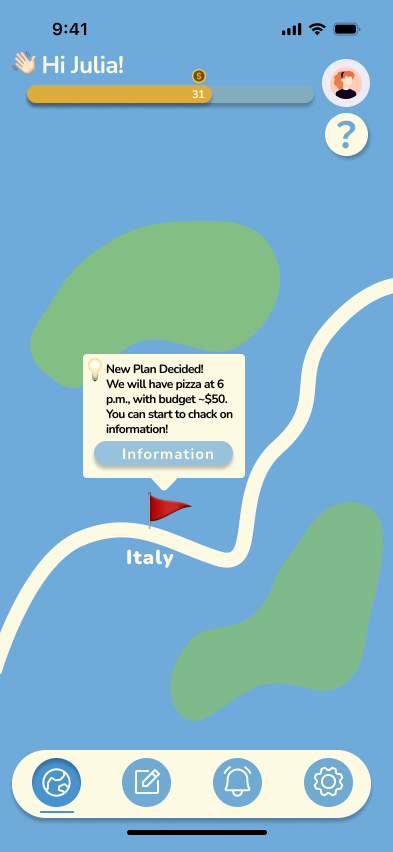 9:41
Hi Julia!
31
?
New Plan Decided!
We will have pizza at 6
p.m., with budget ~$50.
You can start to chack on
information!
Information
Italy